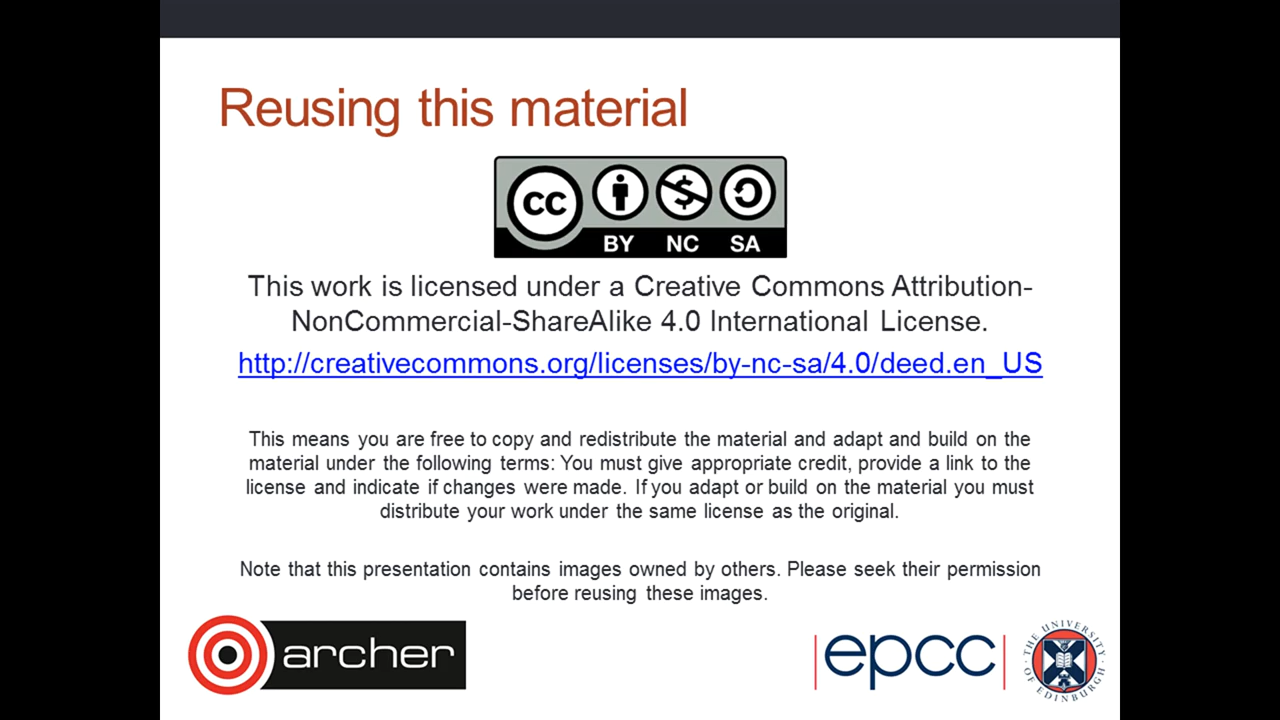 Reusing this material
CC
BY NC SA
This work is licensed under a Creative Commons Attribution-
NonCommercial-ShareAlike 4.0 International License.
http://creativecommons.org/licenses/by-nc-sa/4.0/deed.en_US
This means you are free to copy and redistribute the material and adapt and build on the
material under the following terms: You must give appropriate credit, provide a link to the
license and indicate if changes were made. If you adapt or build on the material you must
distribute your work under the same license as the original.
Note that this presentation contains images owned by others. Please seek their permission
before reusing these images.
archer
epcc
THE UNIVERSITY OF EDINBURGH